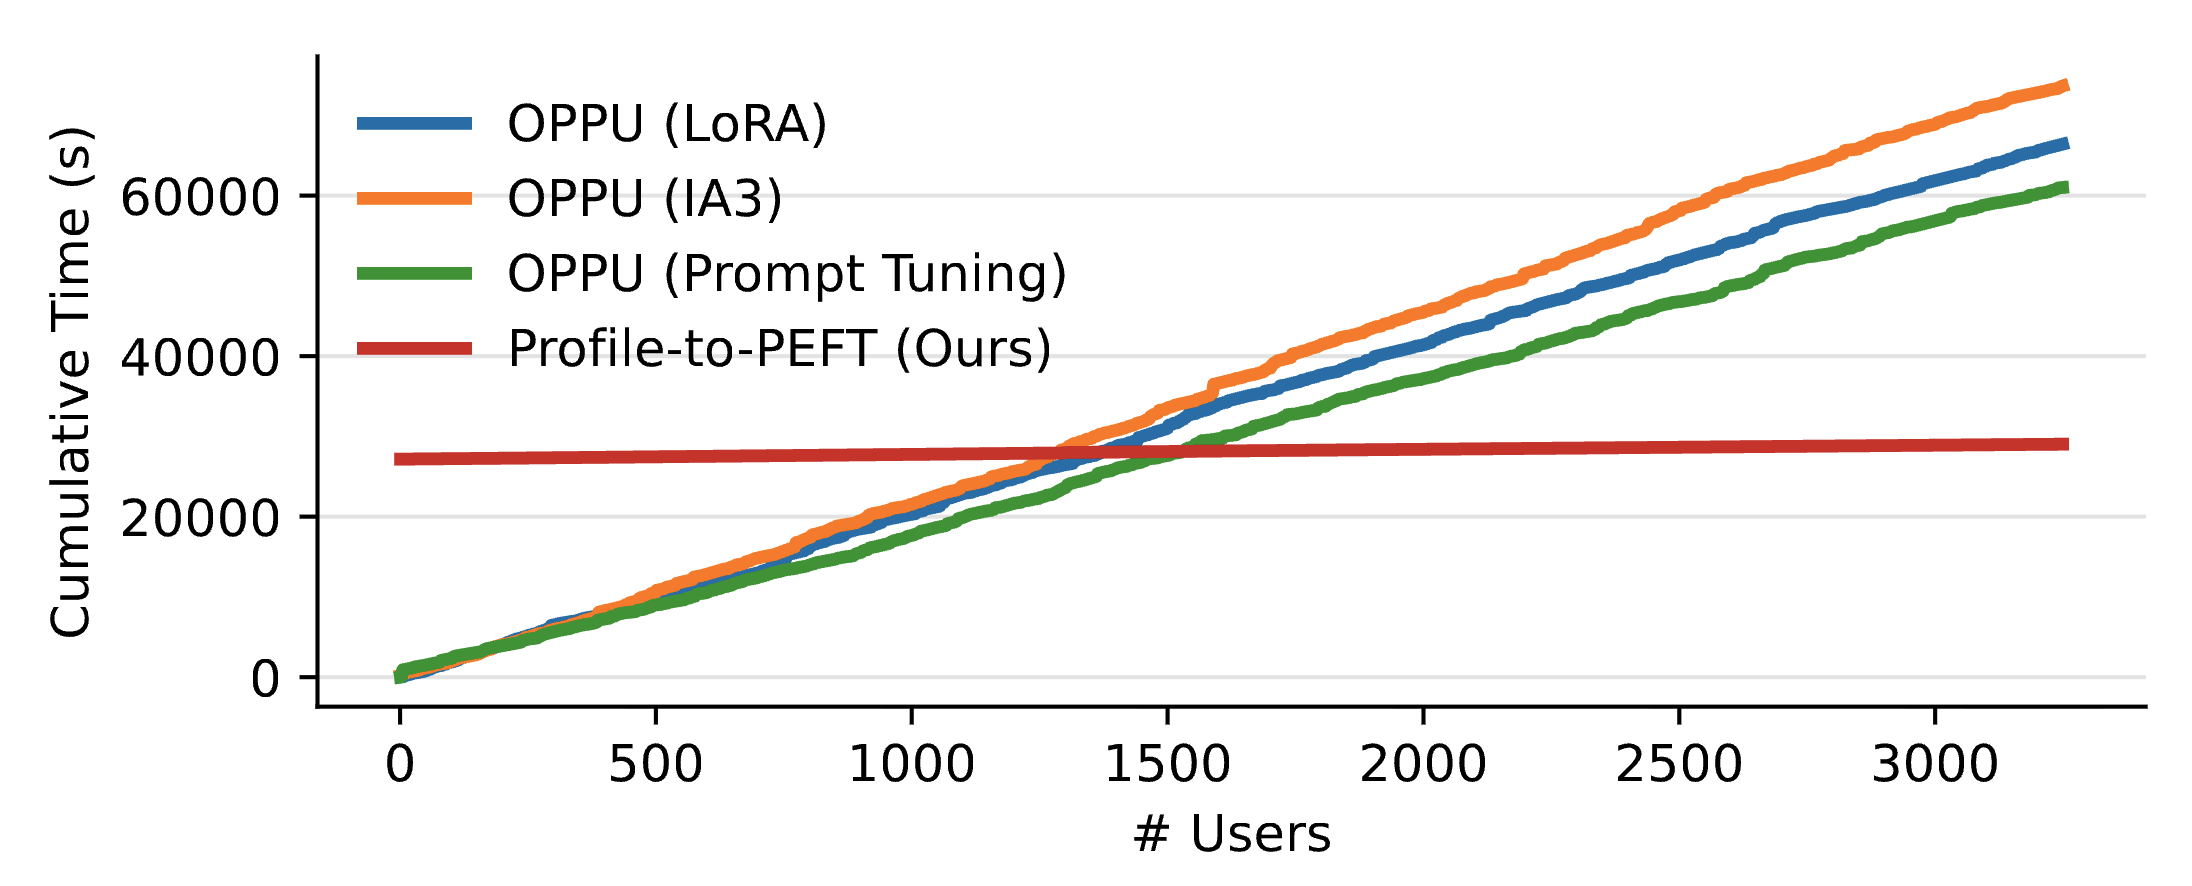 OPPU (LoRA)
OPPU (IA3)
OPPU (Prompt Tuning)
Profile-to-PEFT (Ours)
Cumulative Time (s)
60000
40000
20000
0
0 500 1000 1500 2000 2500 3000
# Users